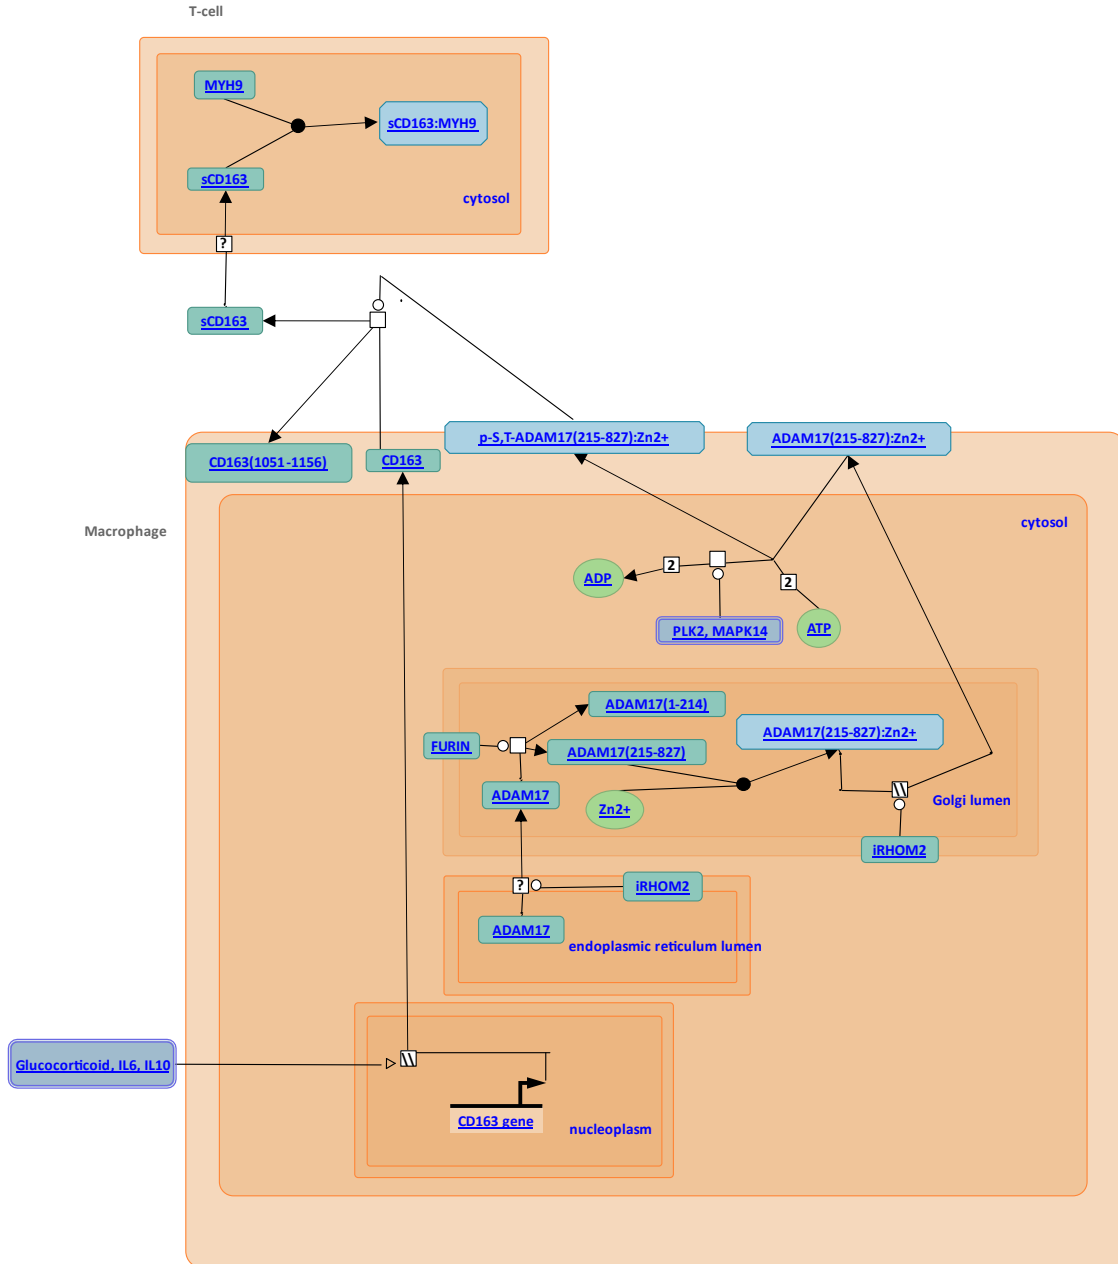 T-cell
MYH9
sCD163:MYH9
sCD163
cytosol
?
sCD163
p-S,T-ADAM17(215-827):Zn2+
ADAM17(215-827):Zn2+
CD163(1051-1156)
CD163
Macrophage
cytosol
2
ADP
2
PLK2, MAPK14
ATP
ADAM17(1-214)
ADAM17(215-827):Zn2+
FURIN
ADAM17(215-827)
ADAM17
Zn2+
Golgi lumen
iRHOM2
?
iRHOM2
ADAM17
endoplasmic reticulum lumen
Glucocorticoid, IL6, IL10
CD163 gene
nucleoplasm